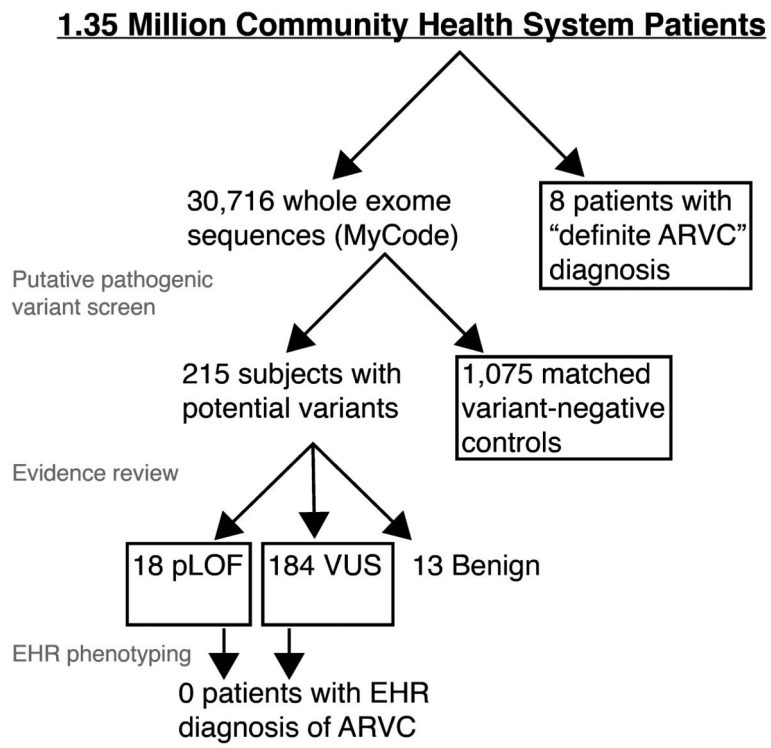 1.35 Million Community Health System Patients
30,716 whole exome
sequences (MyCode)
8 patients with
“definite ARVC”
diagnosis
Putative pathogenic
variant screen
215 subjects with
potential variants
1,075 matched
variant-negative
controls
Evidence review
18 pLOF
184 VUS
13 Benign
EHR phenotyping
0 patients with EHR
diagnosis of ARVC